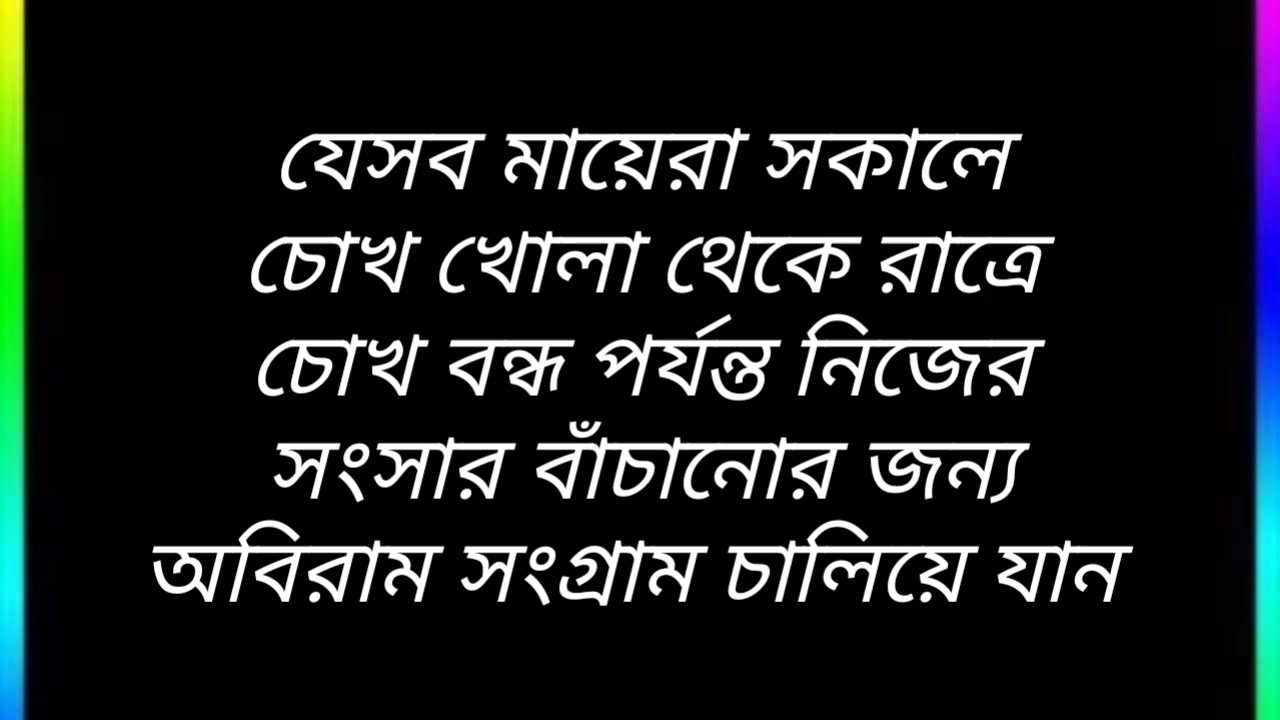 যেসব মায়েরা সকালে
চোখ খোলা থেকে রাত্রে
চোখ বন্ধ পর্যন্ত নিজের
সংসার বাঁচানোর জন্য
অবিরাম সংগ্রাম চালিয়ে যান